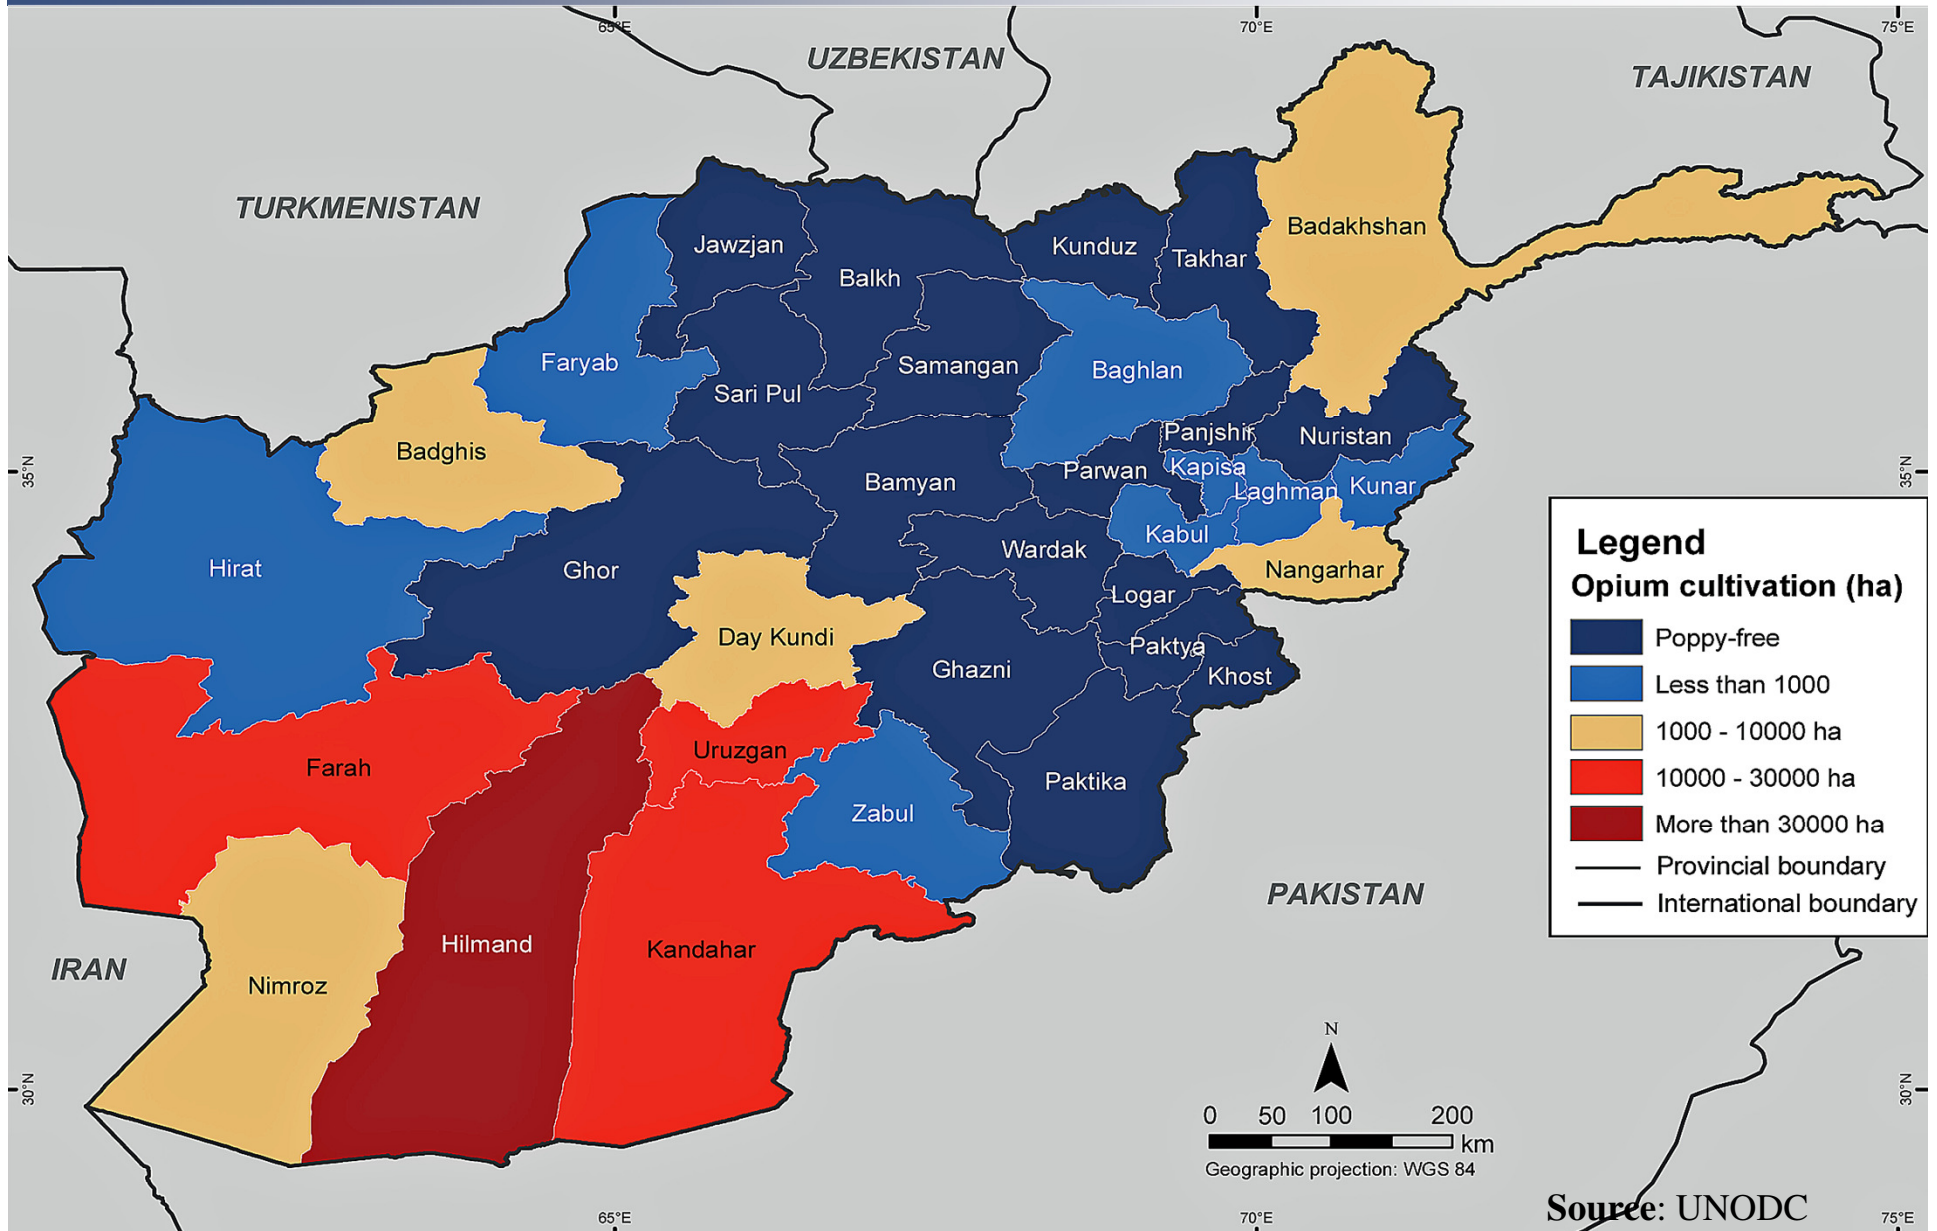 65°E
70°E
75°E
UZBEKISTAN
TAJIKISTAN
TURKMENISTAN
Badakhshan
Jawzjan
Kunduz
Takhar
Balkh
Faryab
Samangan
Baghlan
Sari Pul
Badghis
Panjshir
Nuristan
35°N
Parwan
Kapisa
35°N
Bamyan
Laghman
Kunar
Kabul
Wardak
Hirat
Ghor
Nangarhar
Logar
Day Kundi
Paktya
Ghazni
Khost
Uruzgan
Farah
Paktika
Zabul
Hilmand
Kandahar
PAKISTAN
IRAN
Nimroz
Legend
Opium cultivation (ha)
Poppy-free
Less than 1000
1000 - 10000 ha
10000 - 30000 ha
More than 30000 ha
Provincial boundary
International boundary
N
30°N
30°N
0 50 100 200
km
Geographic projection: WGS 84
Source: UNODC
65°E
70°E
75°E